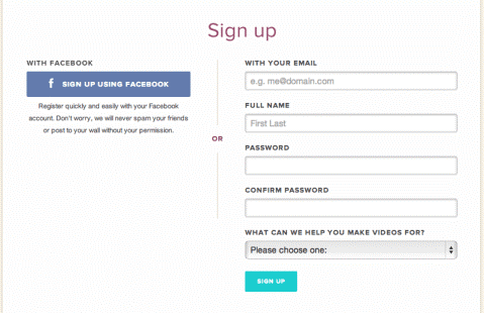 Sign up
WITH FACEBOOK
f SIGN UP USING FACEBOOK
Register quickly and easily with your Facebook
account. Don't worry, we will never spam your friends
or post to your wall without your permission.
OR
WITH YOUR EMAIL
e.g. me@domain.com
FULL NAME
First Last
PASSWORD
CONFIRM PASSWORD
WHAT CAN WE HELP YOU MAKE VIDEOS FOR?
Please choose one:
SIGN UP